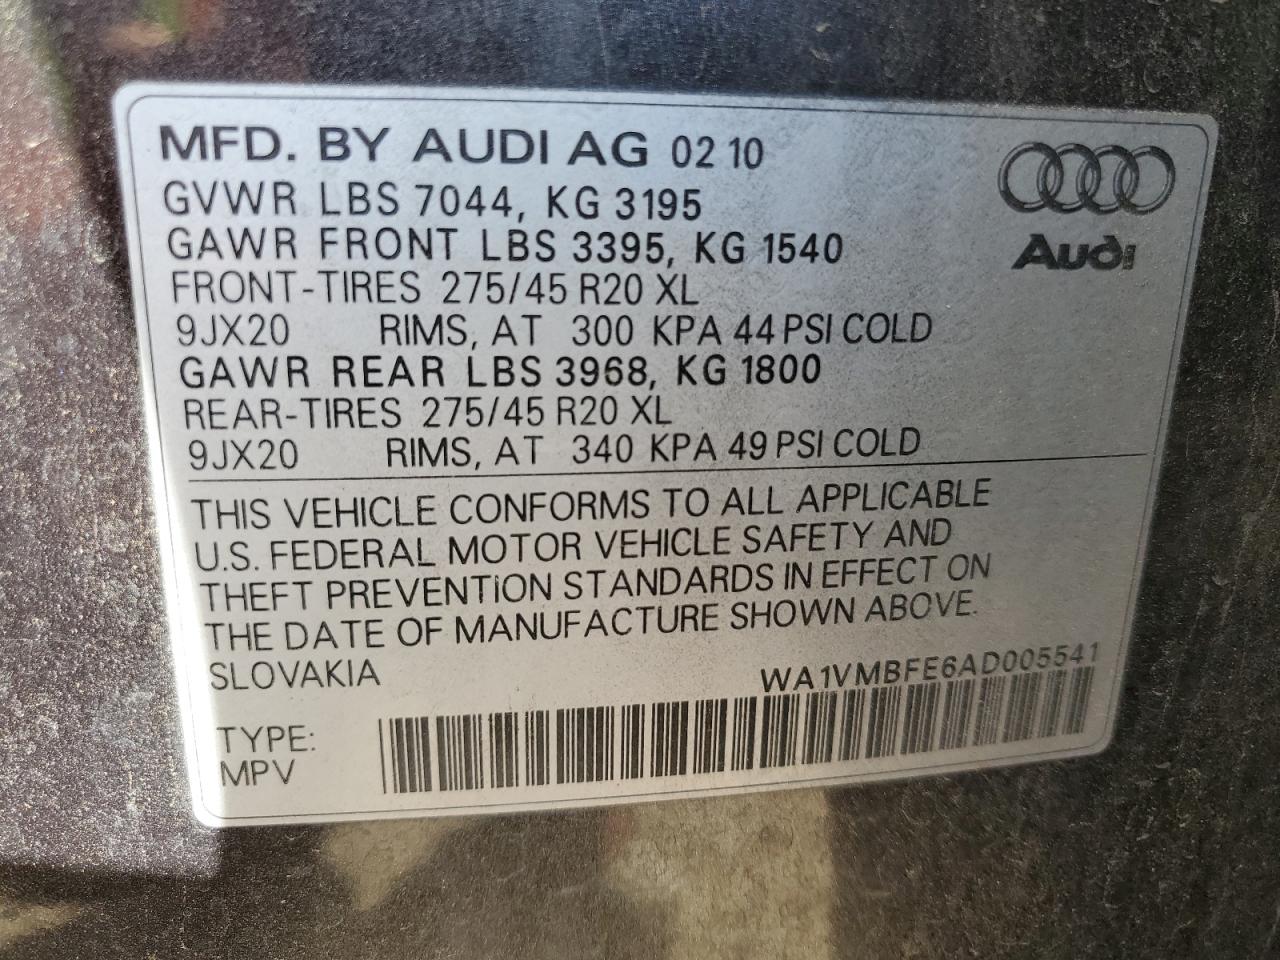 MFD. BY AUDI AG 02 10
GVWR LBS 7044, KG 3195
GAWR FRONT LBS 3395, KG 1540
Audi
FRONT-TIRES 275/45 R20 XL
9JX20 RIMS, AT 300 KPA 44 PSI COLD
GAWR REAR LBS 3968, KG 1800
REAR-TIRES 275/45 R20 XL
9JX20 RIMS, AT 340 KPA 49 PSI COLD
THIS VEHICLE CONFORMS TO ALL APPLICABLE
U.S. FEDERAL MOTOR VEHICLE SAFETY AND
THEFT PREVENTION STANDARDS IN EFFECT ON
THE DATE OF MANUFACTURE SHOWN ABOVE.
SLOVAKIA WA1VMBFE6AD005541
TYPE:
MPV